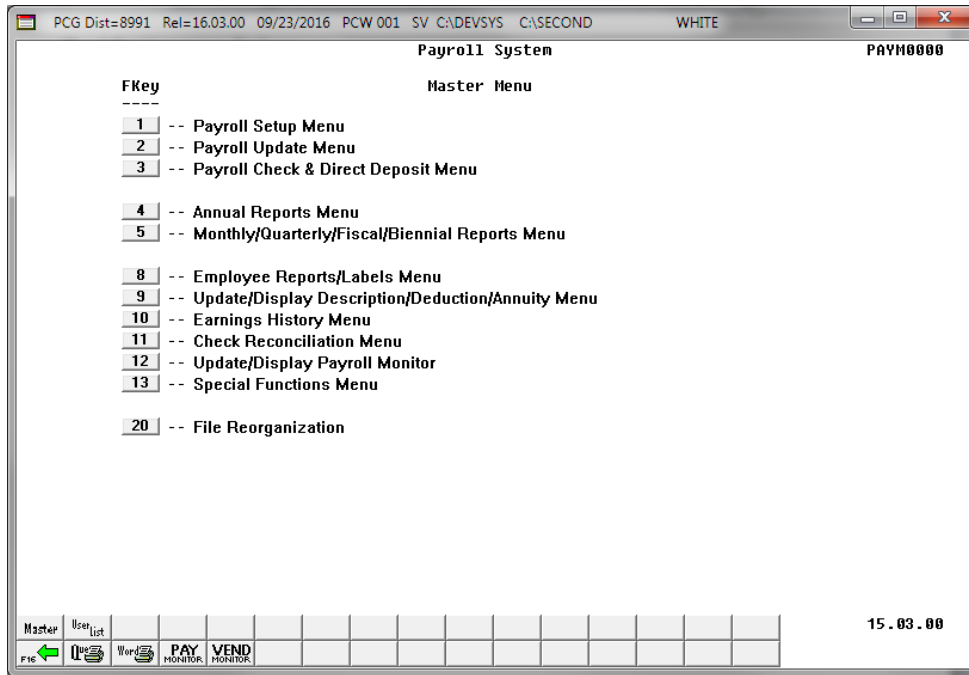 PCG Dist=8991 Rel=16.03.00 09/23/2016 PCW 001 SV C:\DEVSYS C:\SECOND WHITE
Payroll System PAYM0000
FKey Master Menu
----
1 -- Payroll Setup Menu
2 -- Payroll Update Menu
3 -- Payroll Check & Direct Deposit Menu
4 -- Annual Reports Menu
5 -- Monthly/Quarterly/Fiscal/Biennial Reports Menu
8 -- Employee Reports/Labels Menu
9 -- Update/Display Description/Deduction/Annuity Menu
10 -- Earnings History Menu
11 -- Check Reconciliation Menu
12 -- Update/Display Payroll Monitor
13 -- Special Functions Menu
20 -- File Reorganization
Master User List 15.03.00
F16 Que Word PAY MONITOR VEND MONITOR